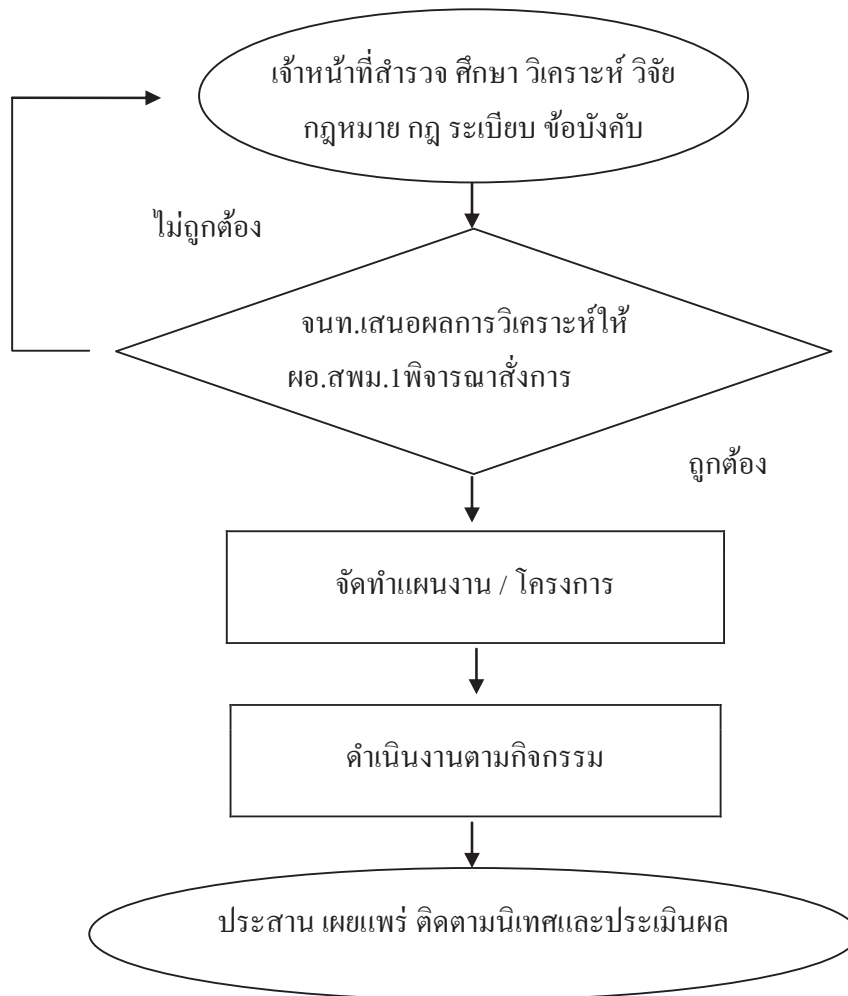 เจ้าหน้าที่สำรวจ ศึกษา วิเคราะห์ วิจัย
กฎหมาย กฎ ระเบียบ ข้อบังคับ
ไม่ถูกต้อง
จนท.เสนอผลการวิเคราะห์ให้
ผอ.สพม.1พิจารณาสั่งการ
ถูกต้อง
จัดทำแผนงาน / โครงการ
ดำเนินงานตามกิจกรรม
ประสาน เผยแพร่ ติดตามนิเทศและประเมินผล